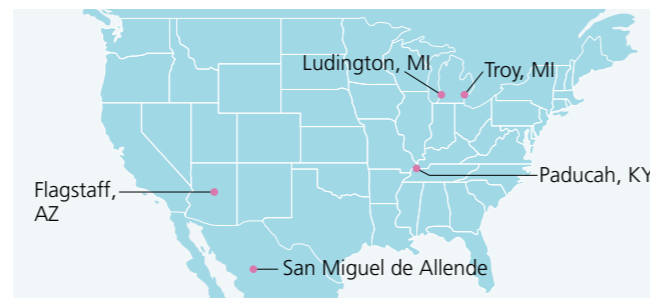 Ludington, MI
Troy, MI
Paducah, KY
Flagstaff,
AZ
San Miguel de Allende